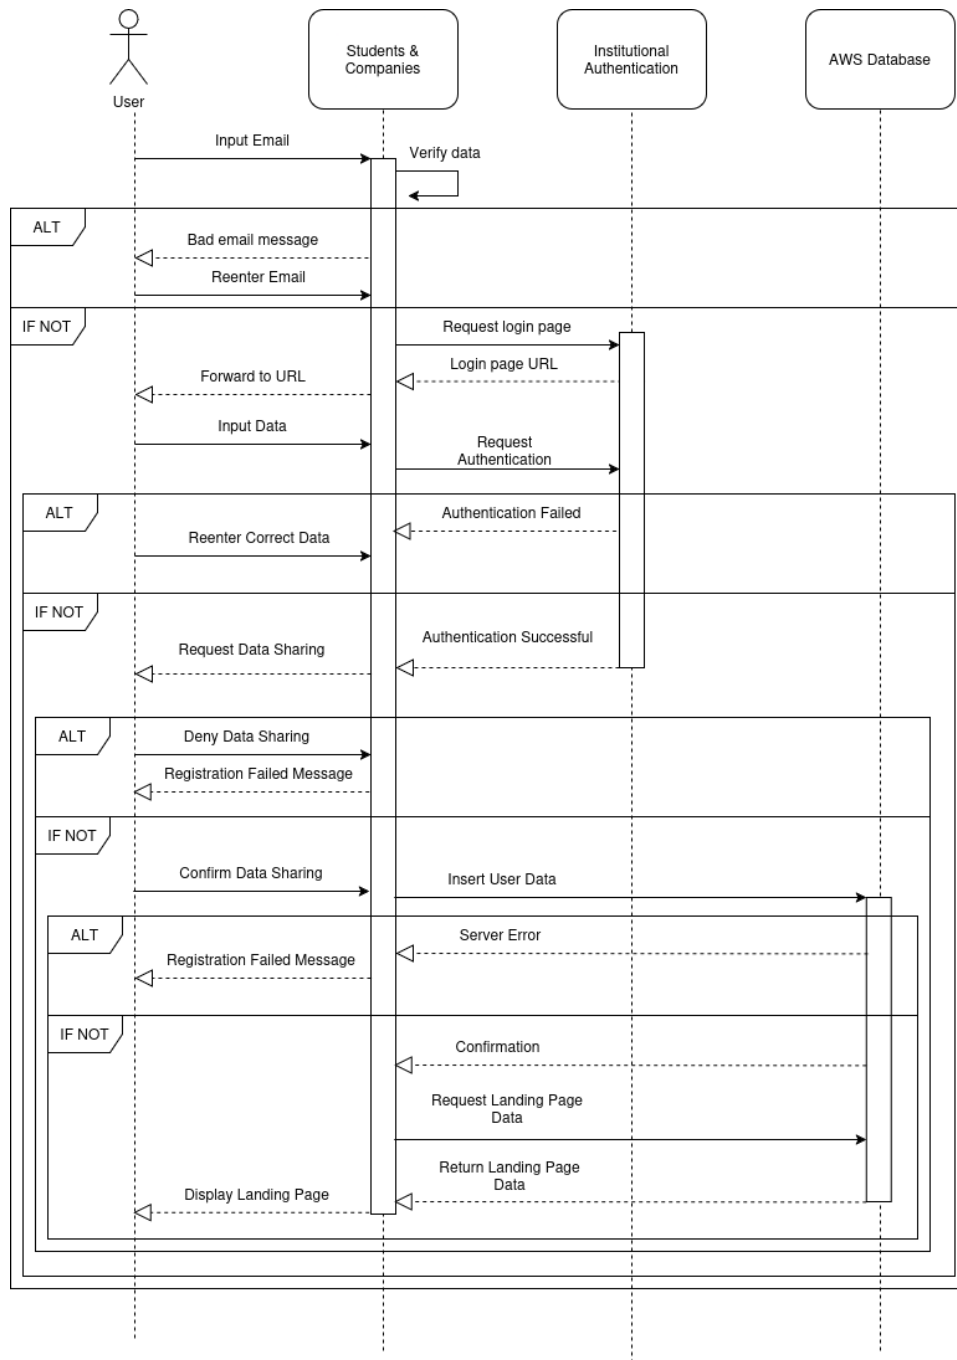 User
Students &
Companies
Institutional
Authentication
AWS Database
Input Email
Verify data
ALT
Bad email message
Reenter Email
IF NOT
Request login page
Login page URL
Forward to URL
Input Data
Request
Authentication
ALT
Authentication Failed
Reenter Correct Data
IF NOT
Authentication Successful
Request Data Sharing
ALT
Deny Data Sharing
Registration Failed Message
IF NOT
Confirm Data Sharing
Insert User Data
ALT
Server Error
Registration Failed Message
IF NOT
Confirmation
Request Landing Page
Data
Return Landing Page
Data
Display Landing Page